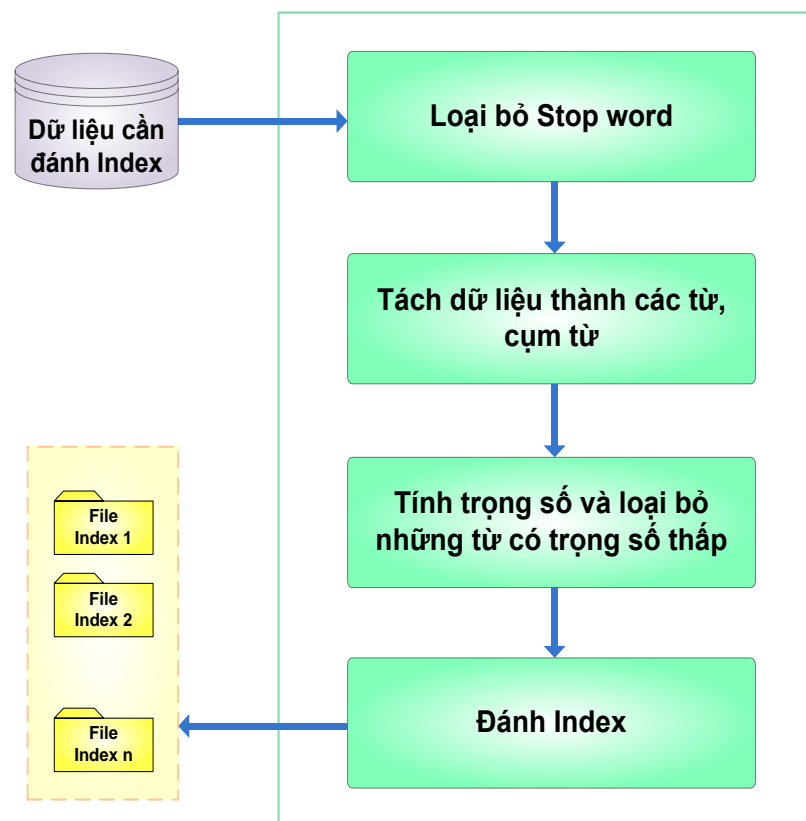 Dữ liệu cần
đánh Index
Loại bỏ Stop word
Tách dữ liệu thành các từ,
cụm từ
Tính trọng số và loại bỏ
những từ có trọng số thấp
Đánh Index
File
Index 1
File
Index 2
File
Index n